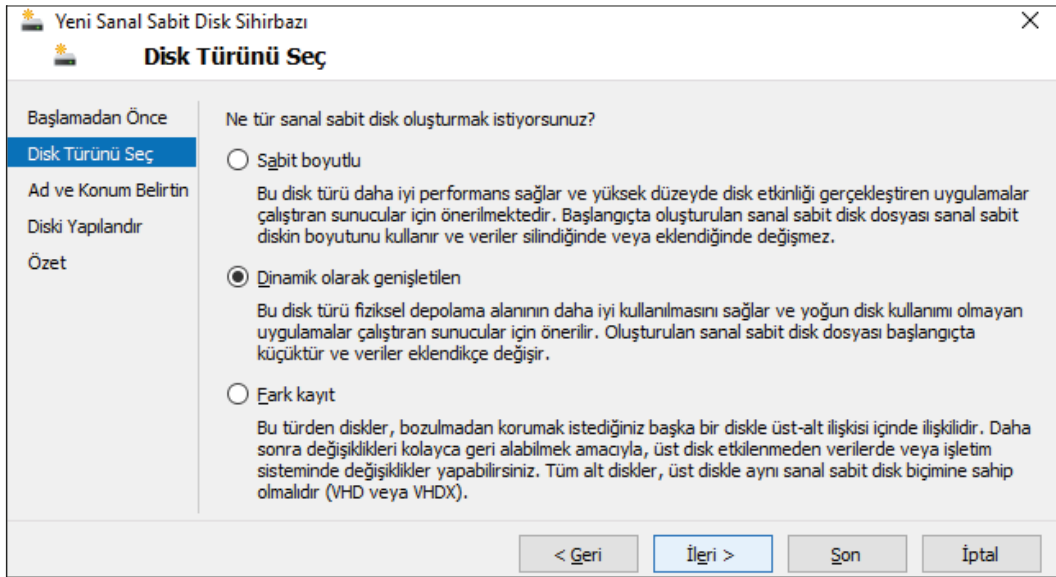 Yeni Sanal Sabit Disk Sihirbazı
Disk Türünü Seç
Başlamadan Önce
Disk Türünü Seç
Ad ve Konum Belirtin
Diski Yapılandır
Özet
Ne tür sanal sabit disk oluşturmak istiyorsunuz?
Sabit boyutlu
Bu disk türü daha iyi performans sağlar ve yüksek düzeyde disk etkinliği gerçekleştiren uygulamalar
çalıştıran sunucular için önerilmektedir. Başlangıçta oluşturulan sanal sabit disk dosyası sanal sabit
diskin boyutunu kullanır ve veriler silindiğinde veya eklendiğinde değişmez.
Dinamik olarak genişletilen
Bu disk türü fiziksel depolama alanının daha iyi kullanılmasını sağlar ve yoğun disk kullanımı olmayan
uygulamalar çalıştıran sunucular için önerilir. Oluşturulan sanal sabit disk dosyası başlangıçta
küçüktür ve veriler eklendikçe değişir.
Fark kayıt
Bu türden diskler, bozulmadan korumak istediğiniz başka bir diskle üst-alt ilişkisi içinde ilişkilidir. Daha
sonra değişiklikleri kolayca geri alabilmek amacıyla, üst disk etkilenmeden verilerde veya işletim
sisteminde değişiklikler yapabilirsiniz. Tüm alt diskler, üst diskle aynı sanal sabit disk biçimine sahip
olmalıdır (VHD veya VHDX).
< Geri
İleri >
Son
İptal